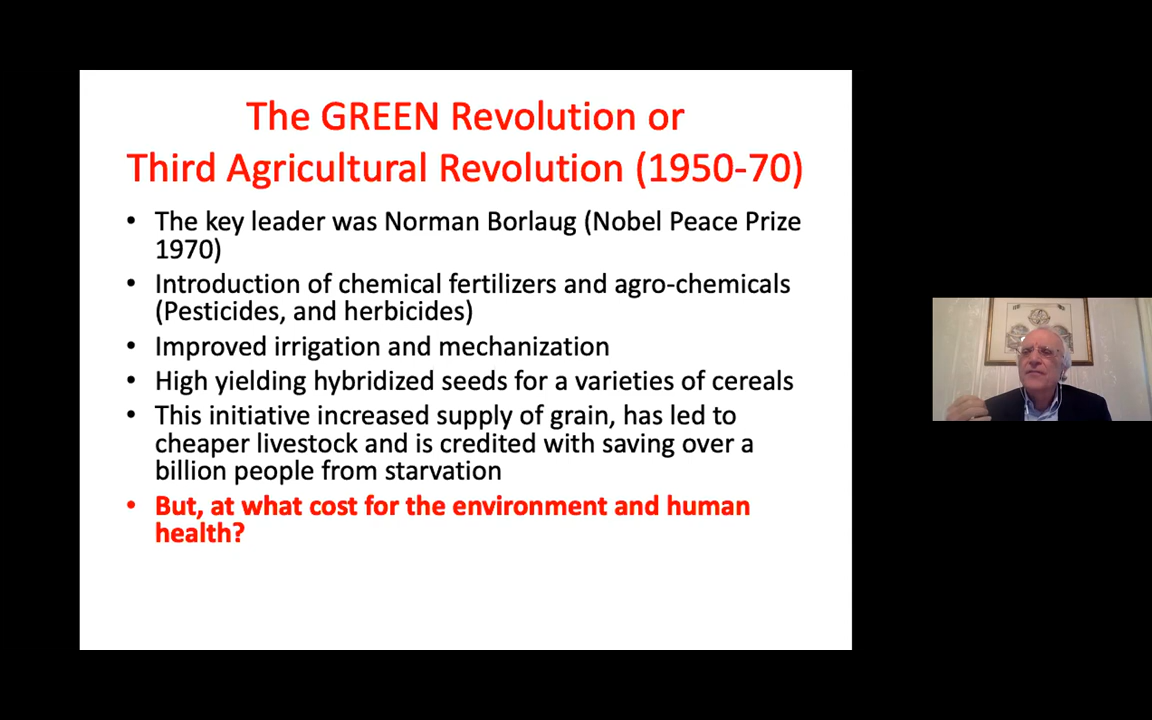 The GREEN Revolution or
Third Agricultural Revolution (1950-70)
• The key leader was Norman Borlaug (Nobel Peace Prize
1970)
• Introduction of chemical fertilizers and agro-chemicals
(Pesticides, and herbicides)
• Improved irrigation and mechanization
• High yielding hybridized seeds for a varieties of cereals
• This initiative increased supply of grain, has led to
cheaper livestock and is credited with saving over a
billion people from starvation
• But, at what cost for the environment and human
health?